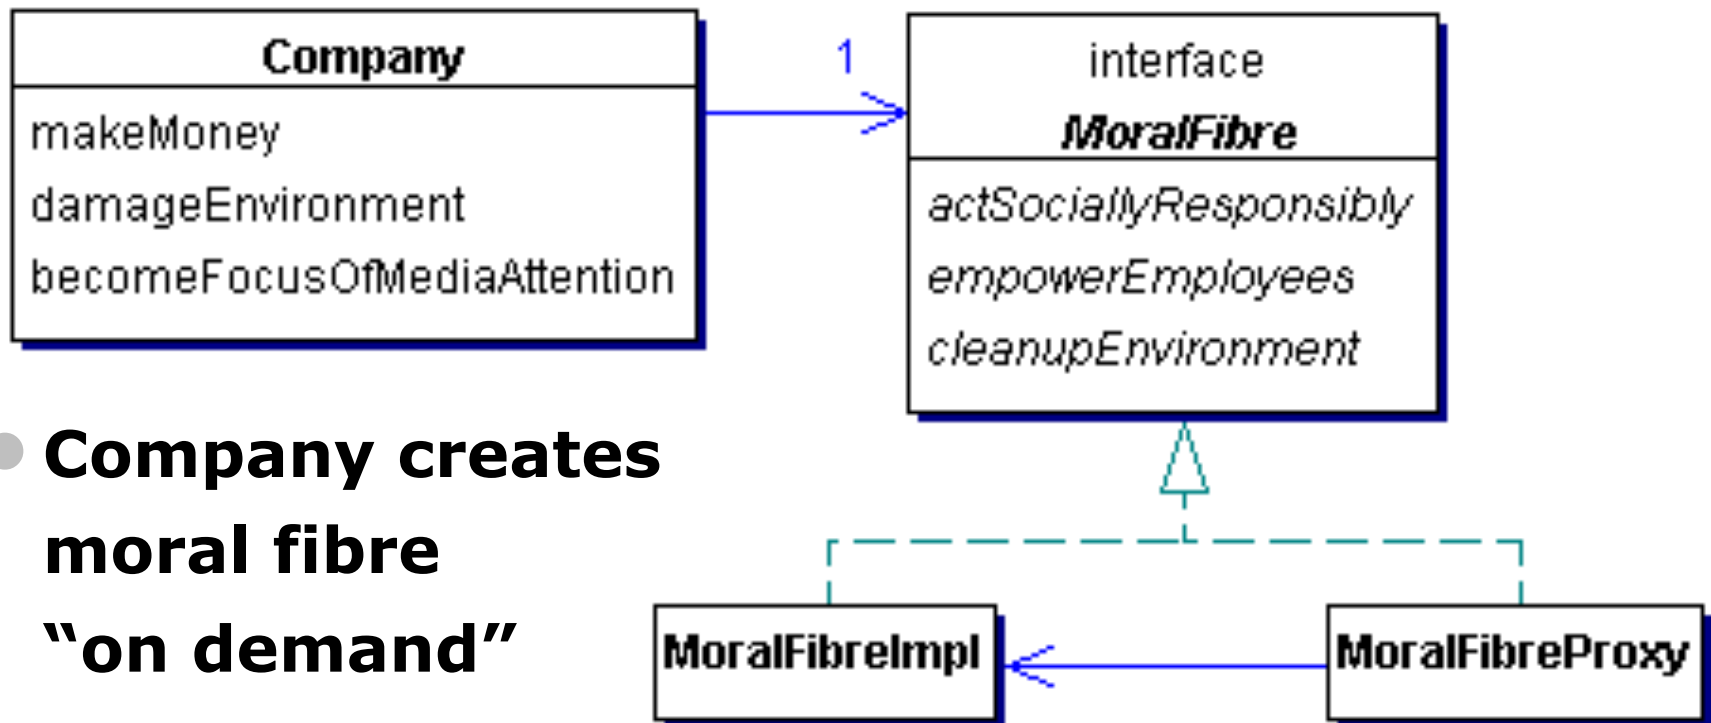 Company
makeMoney
damageEnvironment
becomeFocusOfMediaAttention
1
interface
MoralFibre
actSociallyResponsibly
empowerEmployees
cleanupEnvironment
Company creates
moral fibre
“on demand”
MoralFibreImpl
MoralFibreProxy